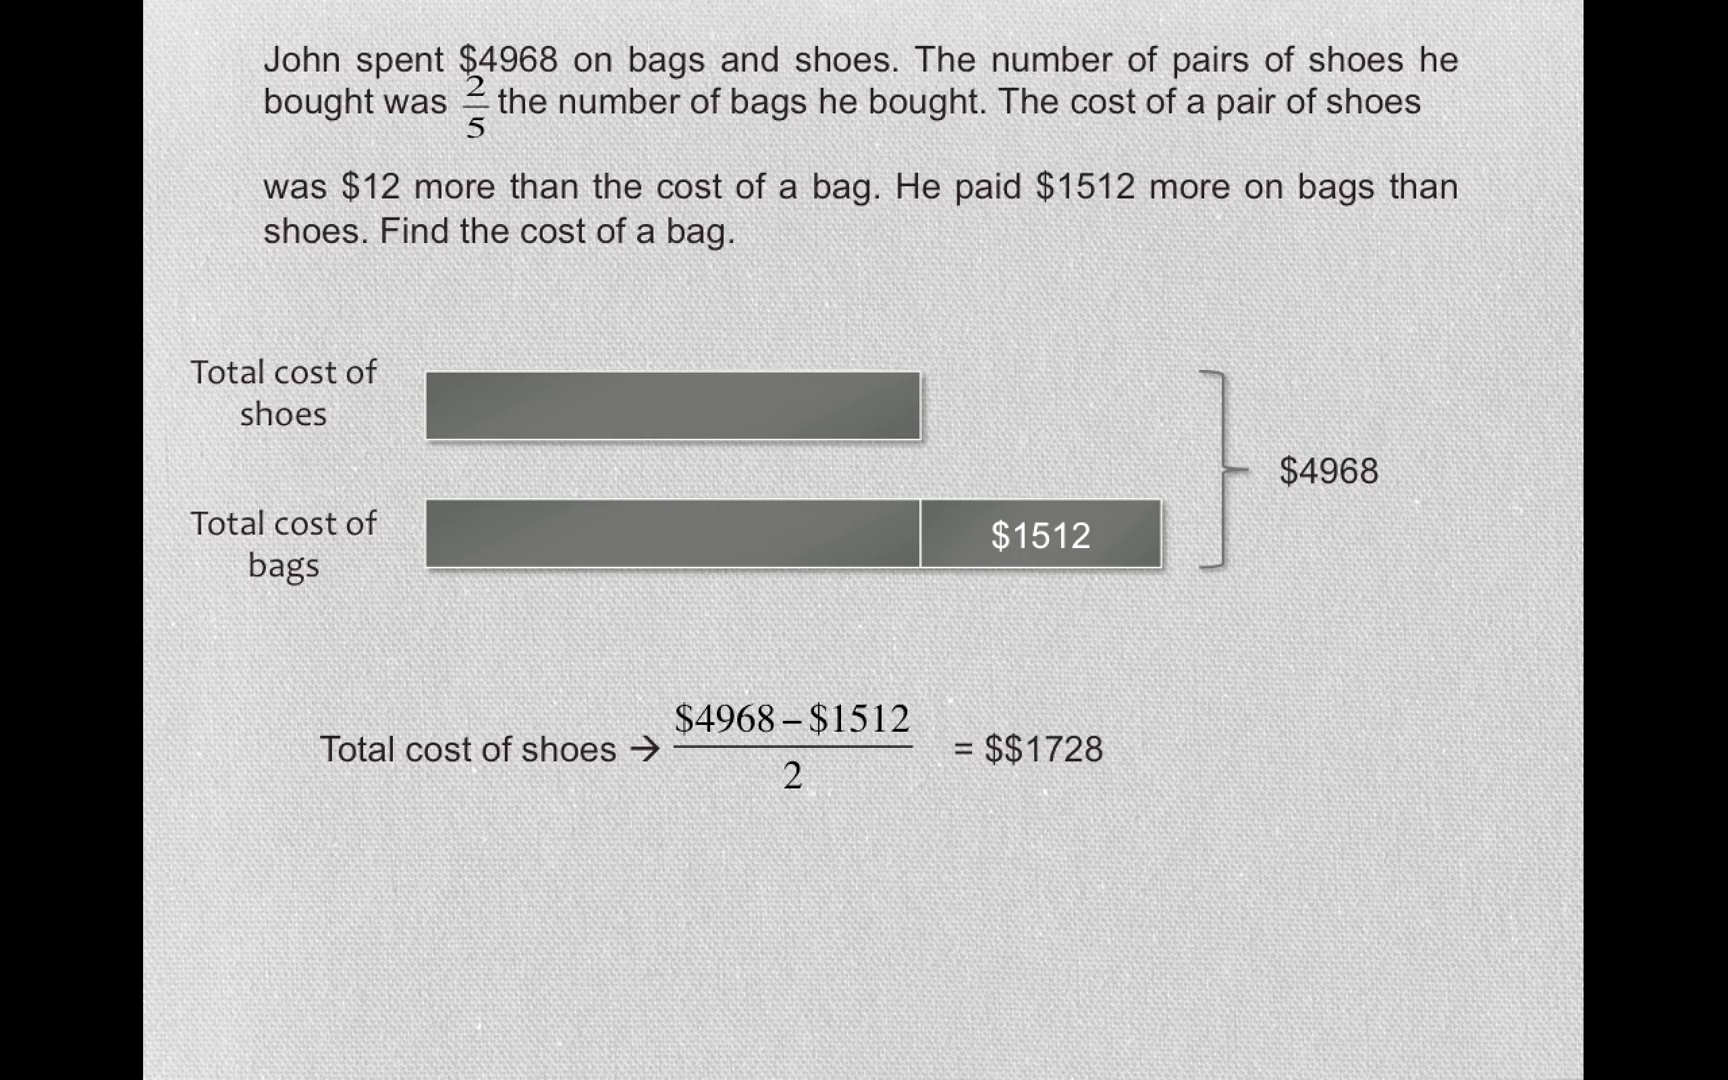 John spent $4968 on bags and shoes. The number of pairs of shoes he
bought was 2/5 the number of bags he bought. The cost of a pair of shoes
was $12 more than the cost of a bag. He paid $1512 more on bags than
shoes. Find the cost of a bag.
Total cost of
shoes
$4968
Total cost of
bags
$1512
Total cost of shoes → $4968 – $1512 / 2 = $$1728